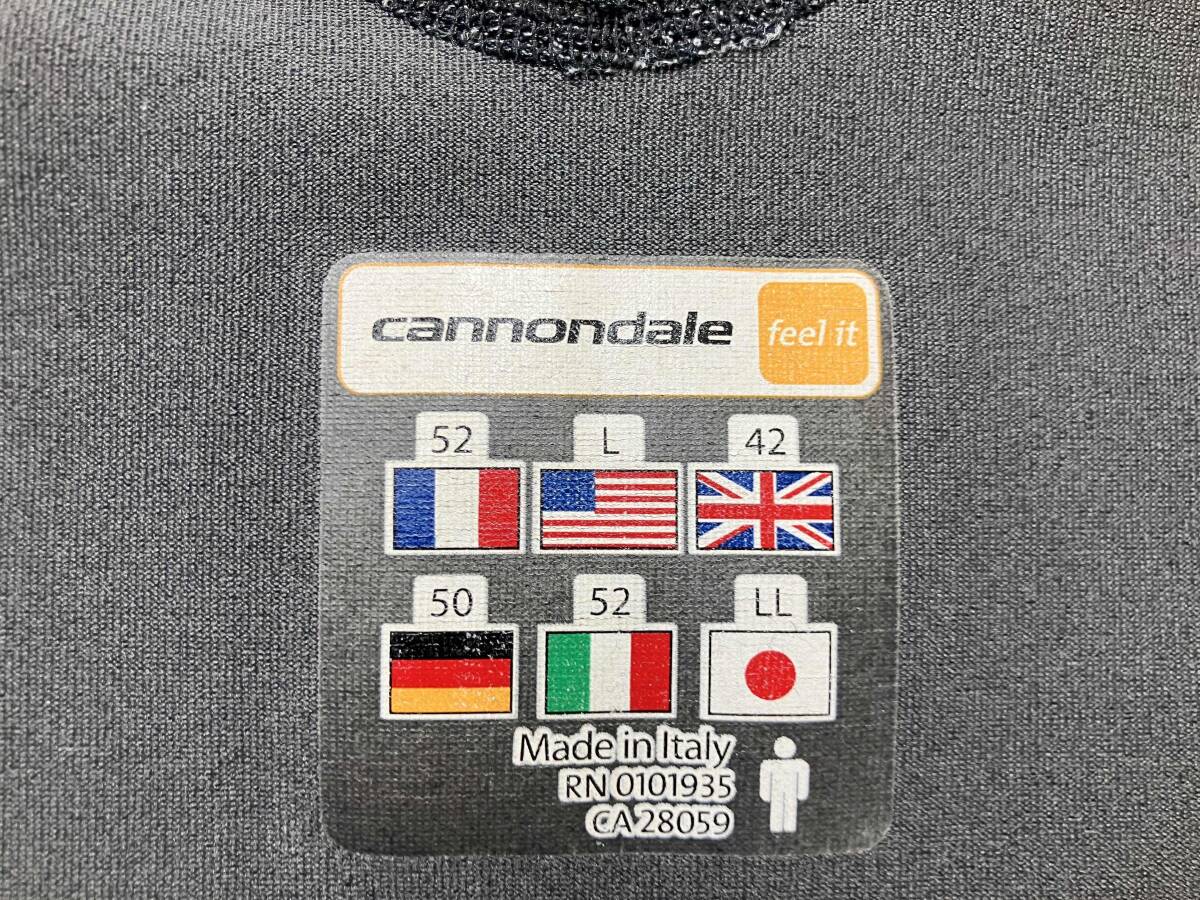 cannondale feel it
52 L 42
50 52 LL
Made in Italy
RN 0101935
CA 28059